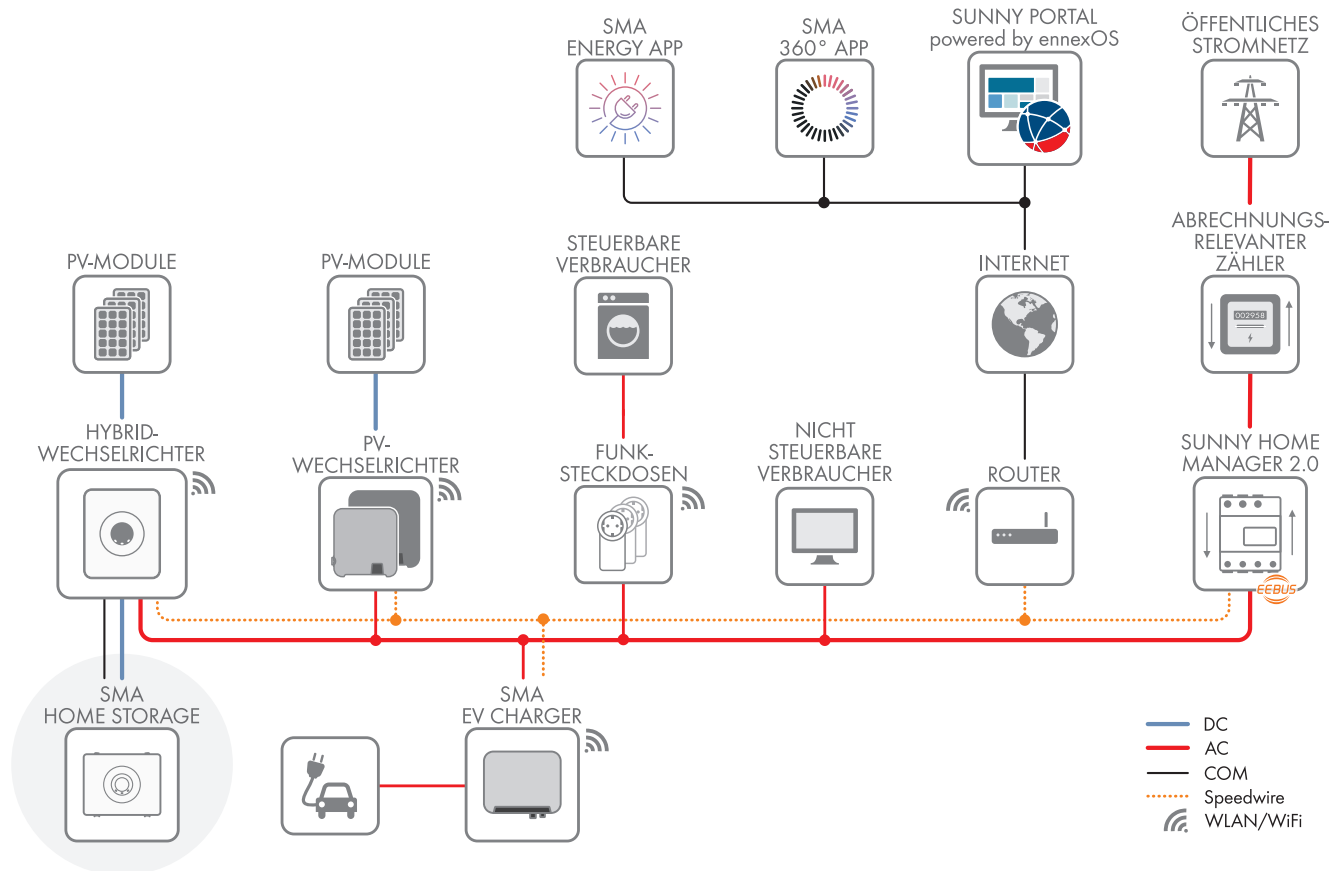 SMA
ENERGY APP
SMA
360° APP
SUNNY PORTAL
powered by ennexOS
ÖFFENTLICHES
STROMNETZ
PV-MODULE
PV-MODULE
STEUERBARE
VERBRAUCHER
INTERNET
ABRECHNUNGS-
RELEVANTER
ZÄHLER
002958
HYBRID-
WECHSELRICHTER
PV-
WECHSELRICHTER
FUNK-
STECKDOSEN
NICHT
STEUERBARE
VERBRAUCHER
ROUTER
SUNNY HOME
MANAGER 2.0
EEBUS
SMA
HOME STORAGE
SMA
EV CHARGER
DC
AC
COM
Speedwire
WLAN/WiFi